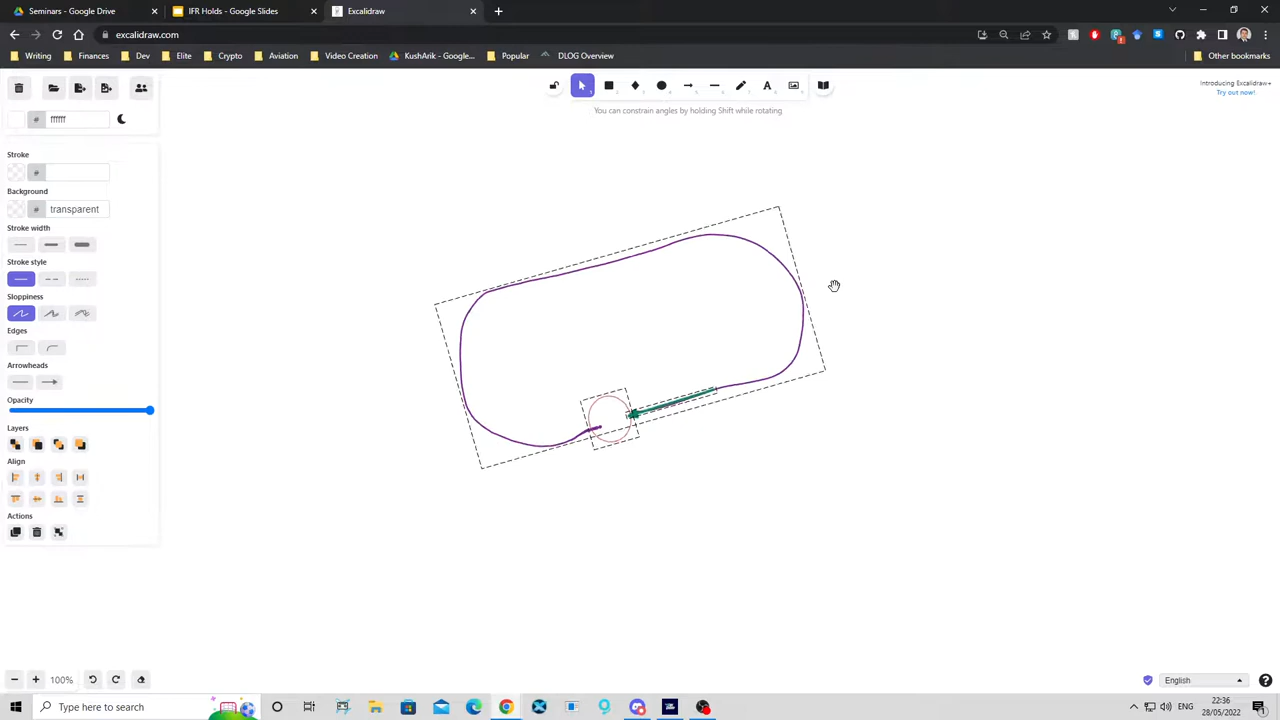 Seminars - Google Drive
IFR Holds - Google Slides
Excalidraw
excalidraw.com
Writing
Finances
Dev
Elite
Crypto
Aviation
Video Creation
KushArik - Google...
Popular
DLOG Overview
Other bookmarks
You can constrain angles by holding Shift while rotating
Introducing Excalidraw+
Try out now!
# ffffff
Stroke
#
Background
# transparent
Stroke width
Stroke style
Sloppiness
Edges
Arrowheads
Opacity
Layers
Align
Actions
100%
English
Type here to search
ENG
22:36
28/05/2022